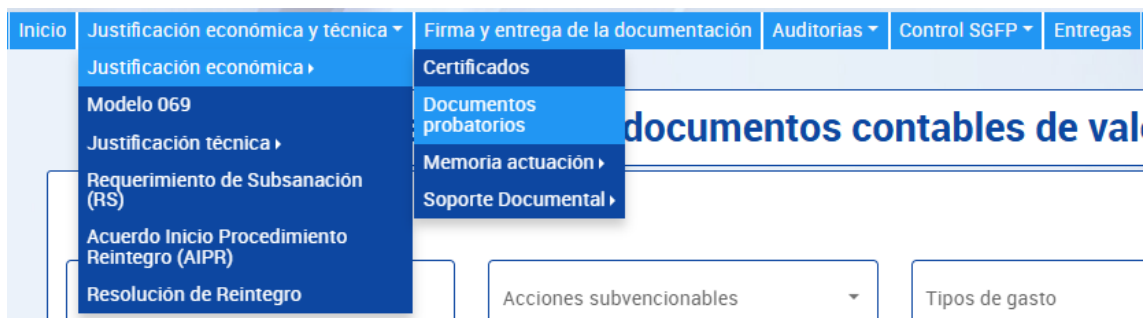 Inicio
Justificación económica y técnica
Firma y entrega de la documentación
Auditorias
Control SGFP
Entregas
Justificación económica
Modelo 069
Justificación técnica
Requerimiento de Subsanación
(RS)
Acuerdo Inicio Procedimiento
Reintegro (AIPR)
Resolución de Reintegro
Certificados
Documentos
probatorios
Memoria actuación
Soporte Documental
documentos contables de
Acciones subvencionables
Tipos de gasto